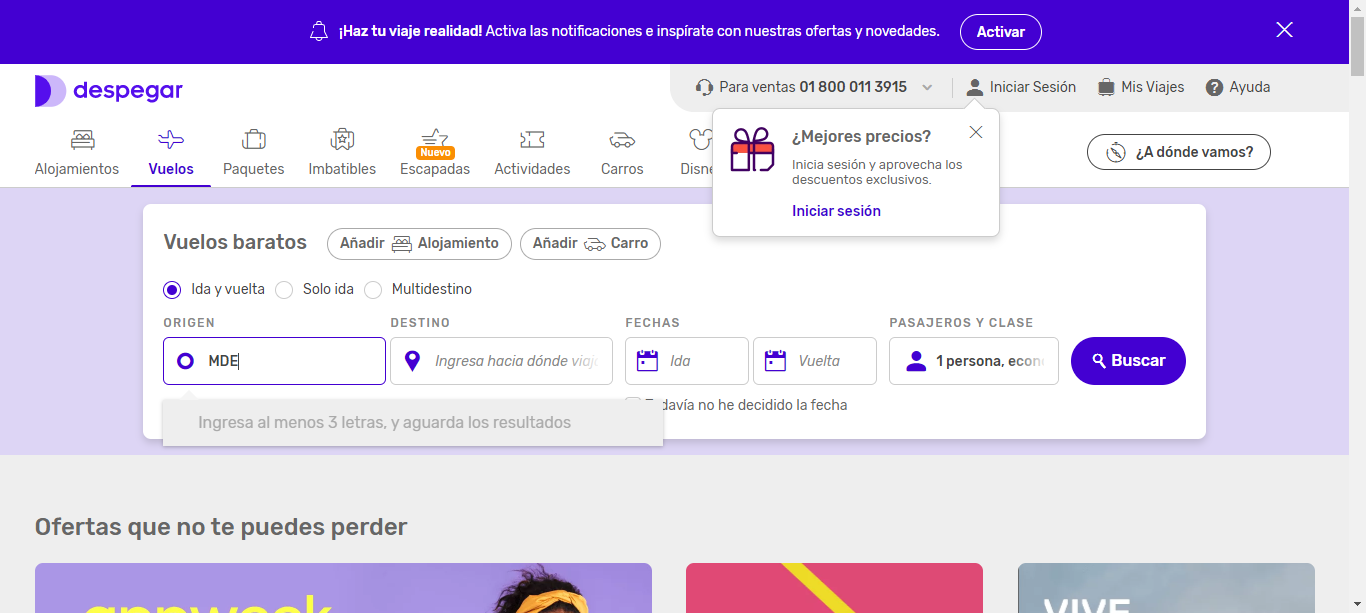 ¡Haz tu viaje realidad! Activa las notificaciones e inspírate con nuestras ofertas y novedades.
Activar
despegar
Para ventas 01 800 011 3915
Iniciar Sesión
Mis Viajes
Ayuda
Alojamientos
Vuelos
Paquetes
Imbatibles
Nuevo
Escapadas
Actividades
Carros
Disne
¿A dónde vamos?
¿Mejores precios?
Inicia sesión y aprovecha los
descuentos exclusivos.
Iniciar sesión
Vuelos baratos
Añadir Alojamiento
Añadir Carro
Ida y vuelta
Solo ida
Multidestino
ORIGEN
DESTINO
FECHAS
PASAJEROS Y CLASE
MDE
Ingresa hacia dónde viaj
Ida
Vuelta
1 persona, econ
Buscar
Ingresa al menos 3 letras, y aguarda los resultados
davía no he decidido la fecha
Ofertas que no te puedes perder
VIVE